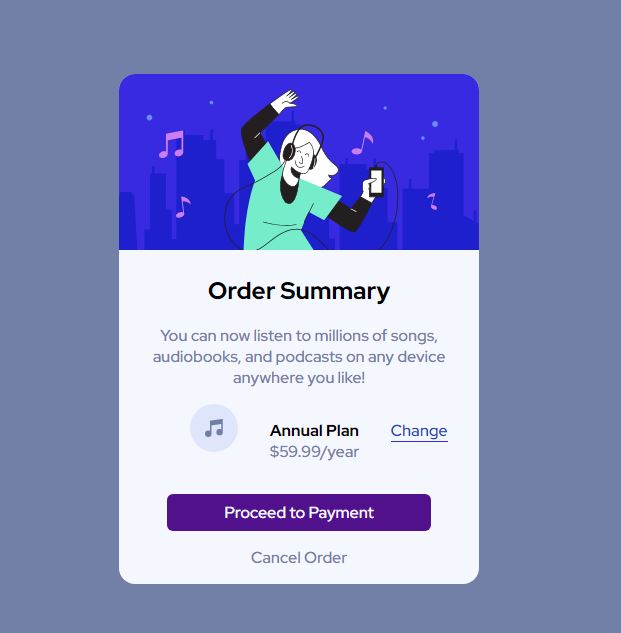 Order Summary
You can now listen to millions of songs,
audiobooks, and podcasts on any device
anywhere you like!
Annual Plan
Change
$59.99/year
Proceed to Payment
Cancel Order